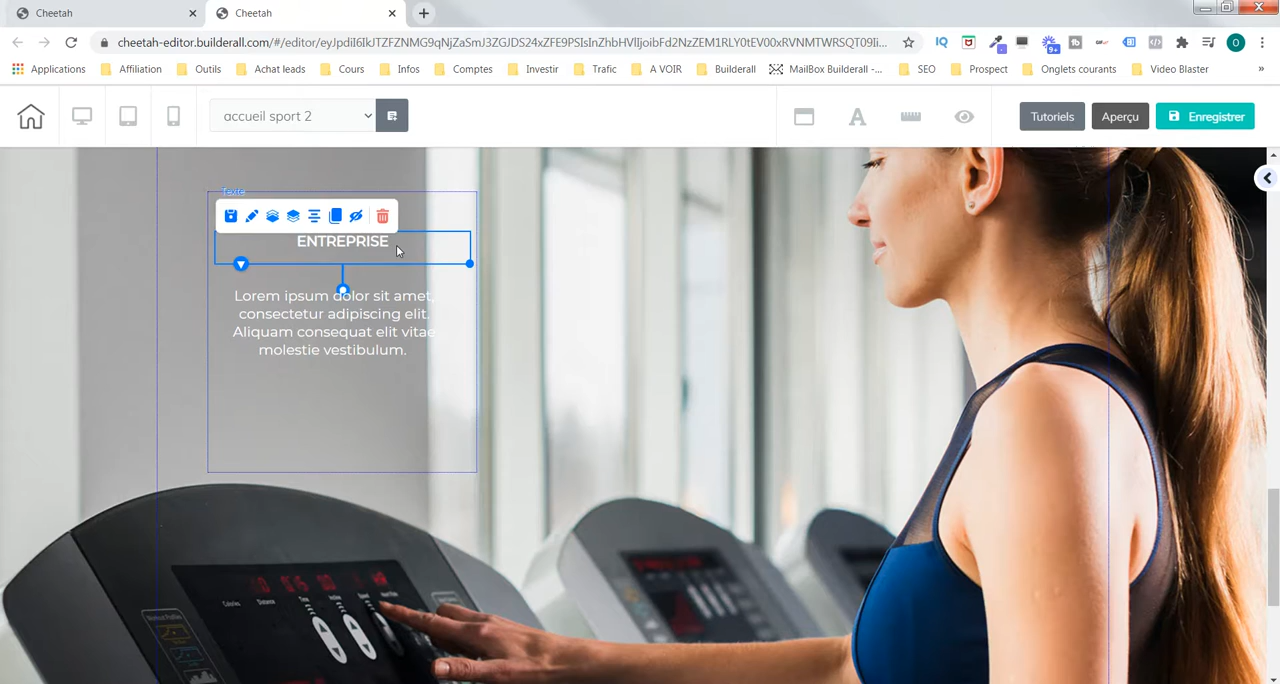 Cheetah
Cheetah
cheetah-editor.builderall.com/#/editor/
Applications Affiliation Outils Achat leads Cours Infos Comptes Investir Trafic A VOIR Builderall MailBox Builderall -... SEO Prospect Onglets courants Video Blaster »
accueil sport 2
Tutoriels Aperçu Enregistrer
Texte
ENTREPRISE
Lorem ipsum dolor sit amet,
consectetur adipiscing elit.
Aliquam consequat elit vitae
molestie vestibulum.
Calories Distance